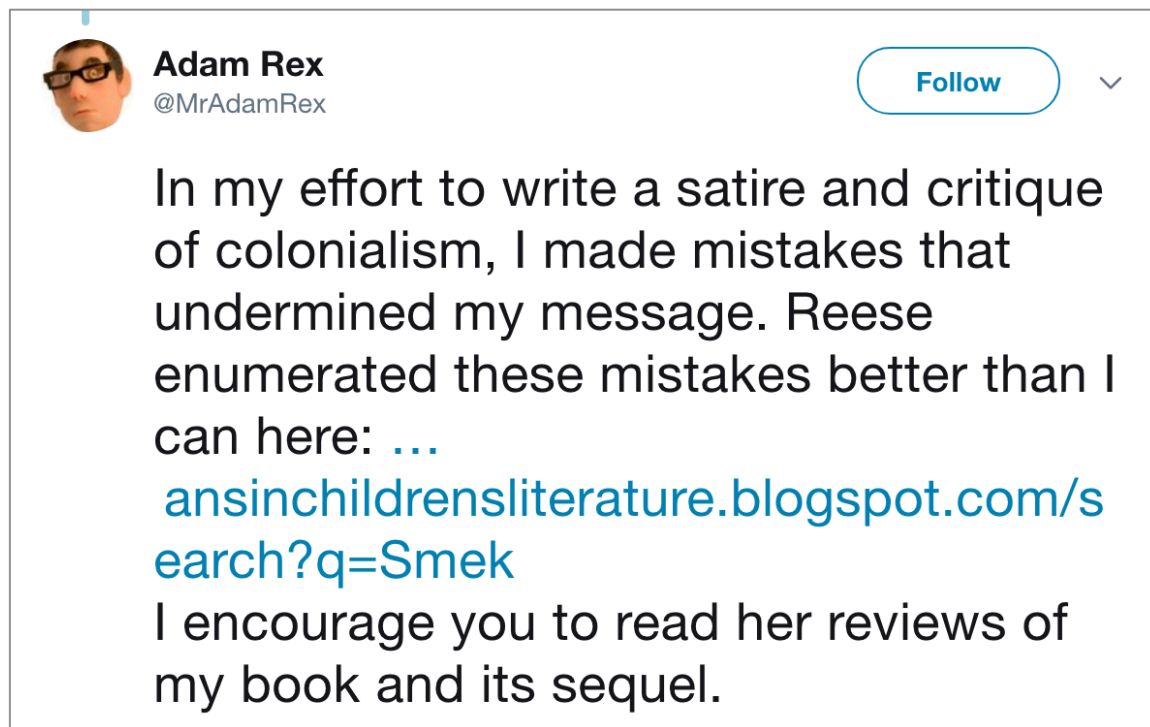 Adam Rex
@MrAdamRex
Follow
In my effort to write a satire and critique
of colonialism, I made mistakes that
undermined my message. Reese
enumerated these mistakes better than I
can here: …
ansinchildrensliterature.blogspot.com/s
earch?q=Smek
I encourage you to read her reviews of
my book and its sequel.